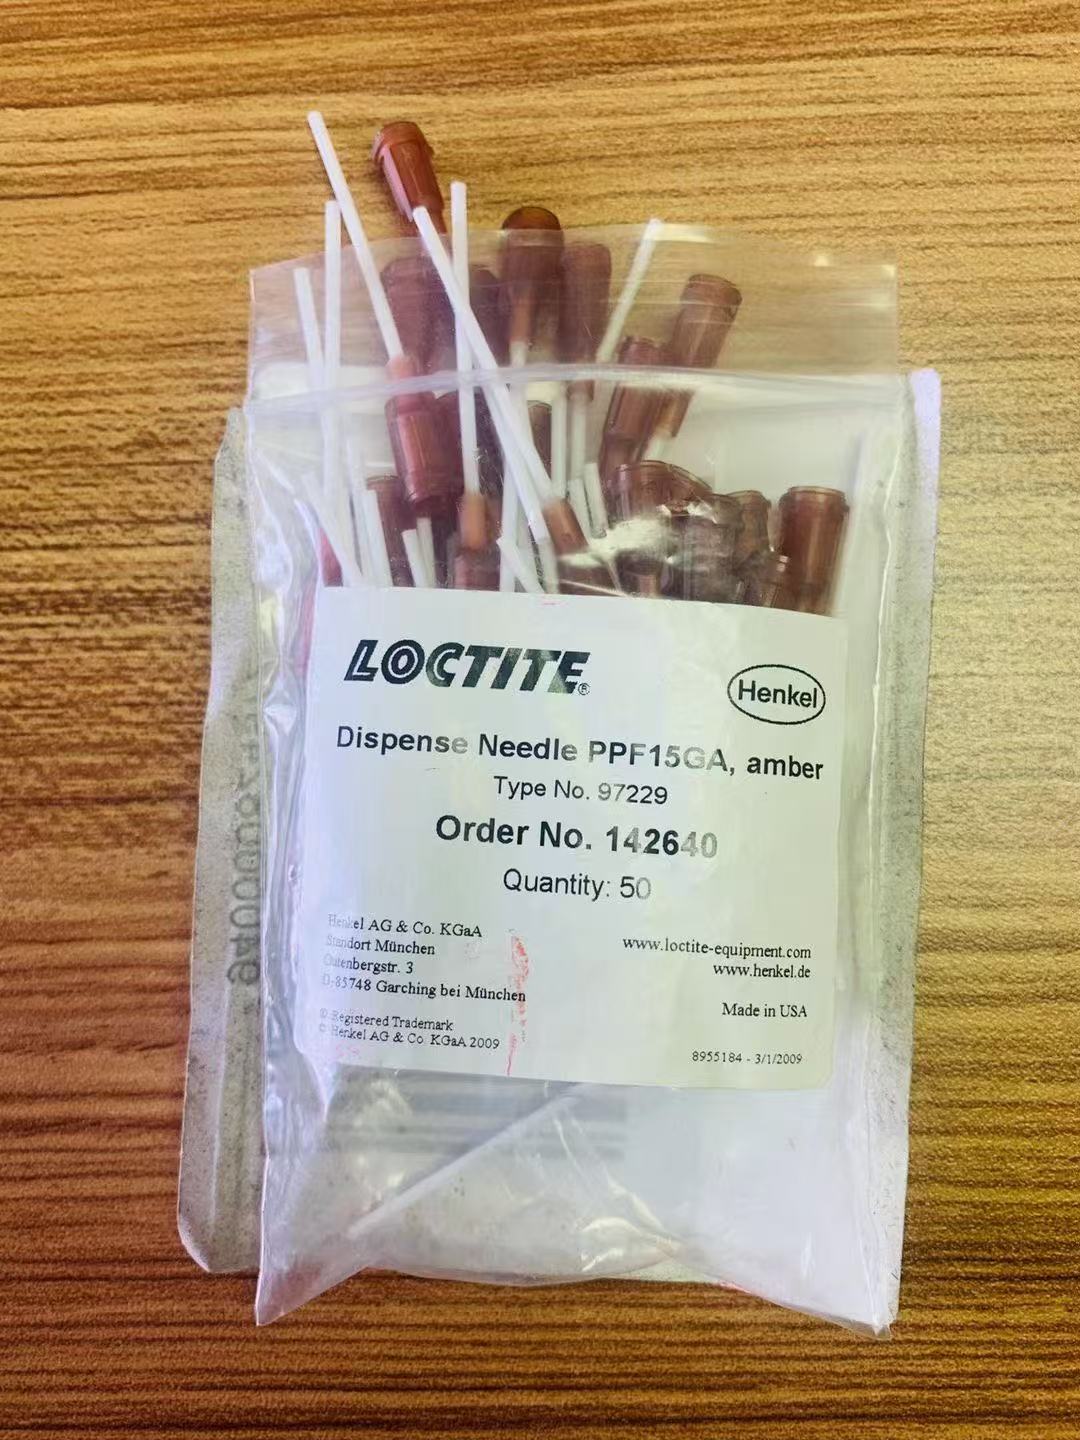 LOCTITE®
Henkel
Dispense Needle PPF15GA, amber
Type No. 97229
Order No. 142640
Quantity: 50
Henkel AG & Co. KGaA
Standort München
Gutenbergstr. 3
D-85748 Garching bei München
® Registered Trademark
© Henkel AG & Co. KGaA 2009
www.loctite-equipment.com
www.henkel.de
Made in USA
8955184 - 3/1/2009